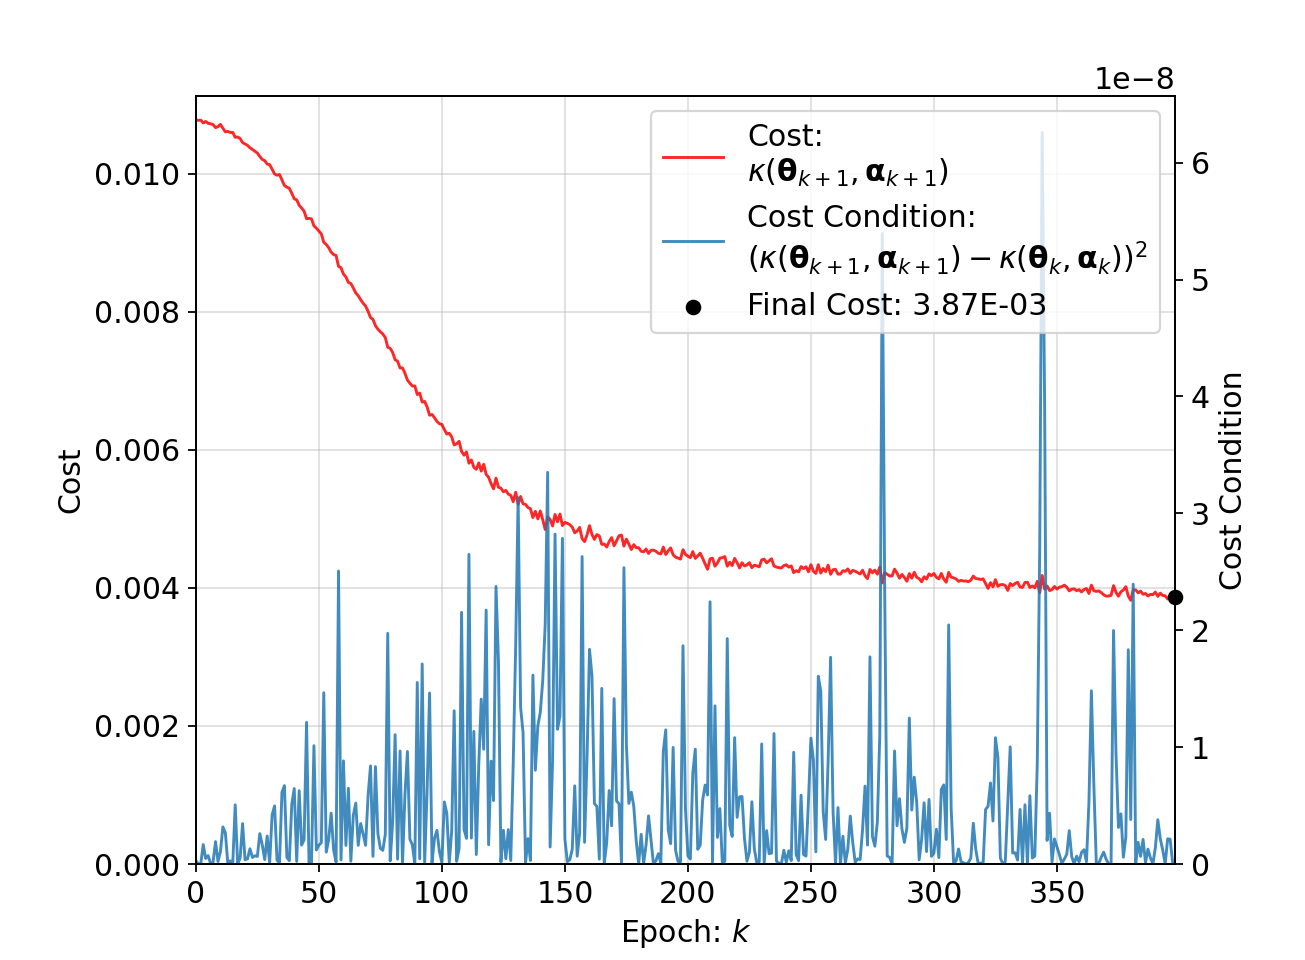 1e−8
Cost:
κ(θ_{k+1}, α_{k+1})
Cost Condition:
(κ(θ_{k+1}, α_{k+1}) − κ(θ_k, α_k))²
Final Cost: 3.87E-03
Cost
0.010
0.008
0.006
0.004
0.002
0.000
6
5
4
3
2
1
0
Cost Condition
0 50 100 150 200 250 300 350
Epoch: k